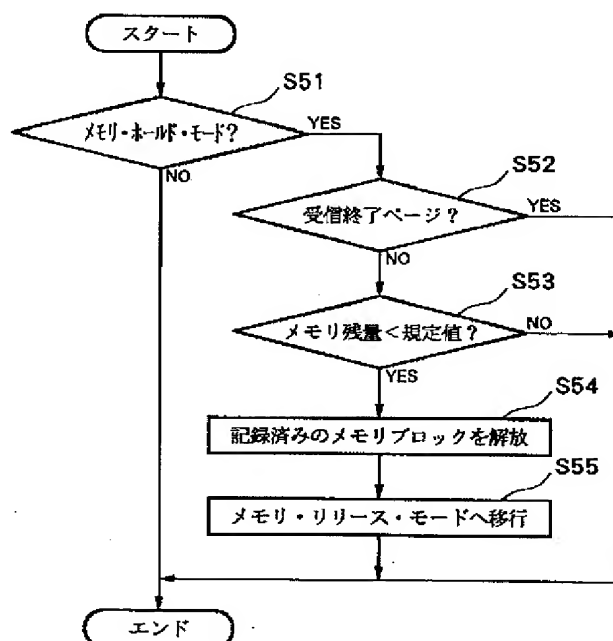 スタート
S51
メモリ・ホールド・モード?
YES
NO
S52
受信終了ページ?
YES
NO
S53
メモリ残量<規定値?
NO
YES
S54
記録済みのメモリブロックを解放
S55
メモリ・リリース・モードへ移行
エンド